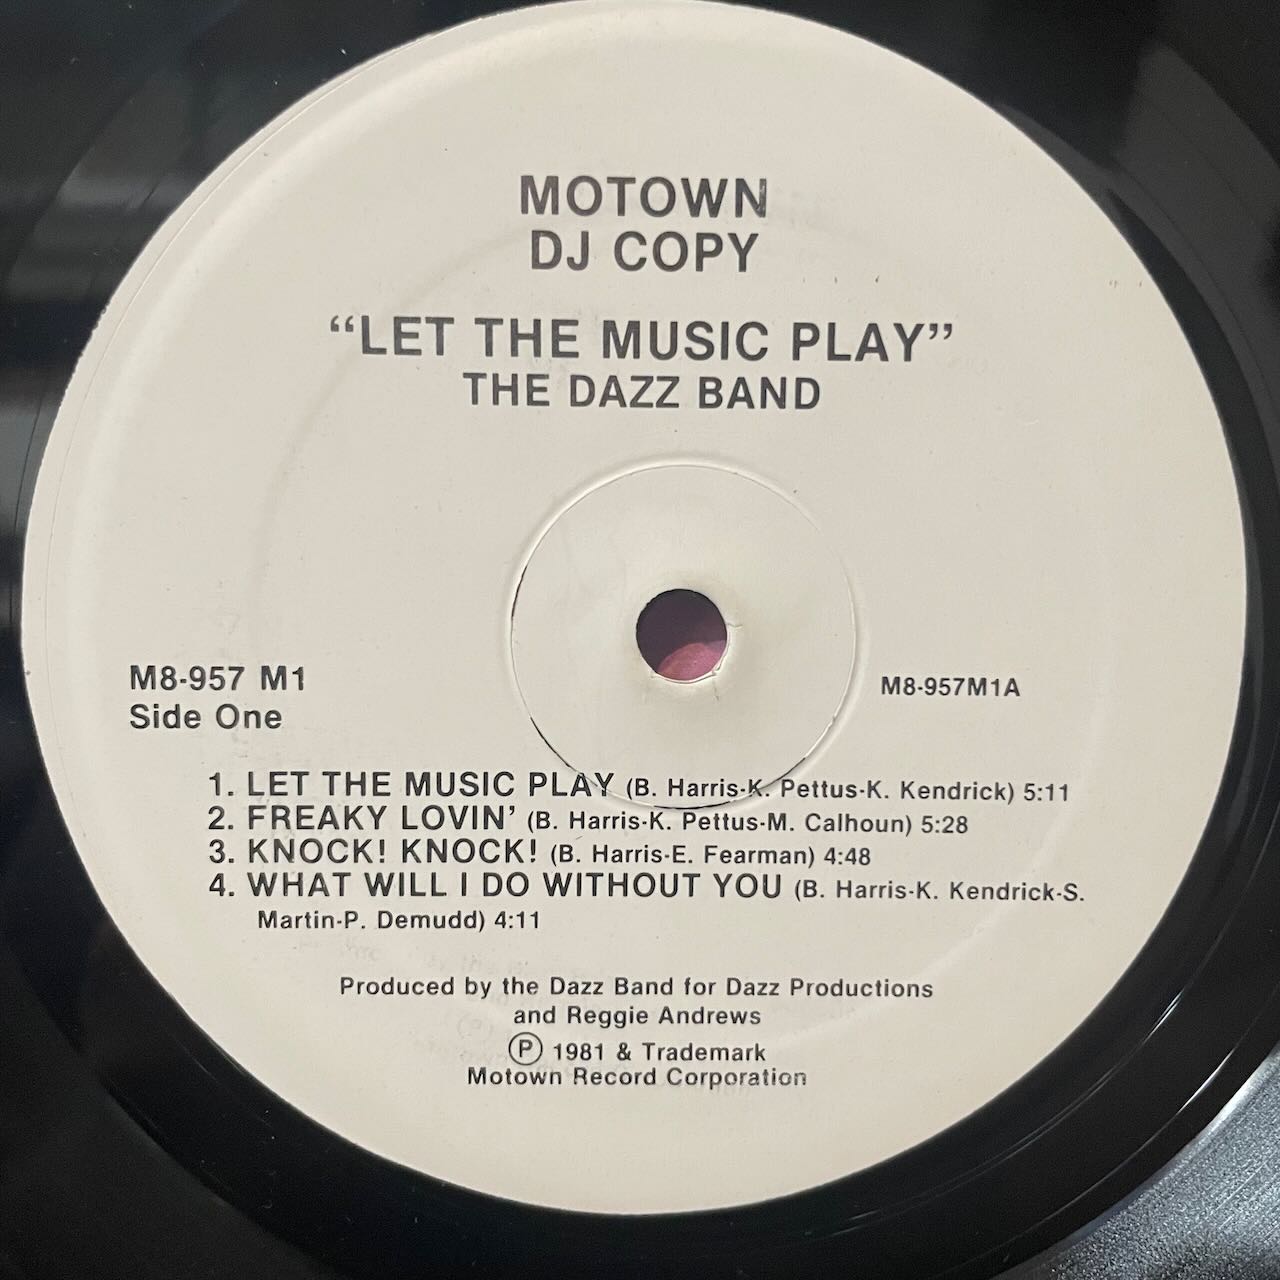 MOTOWN
DJ COPY
“LET THE MUSIC PLAY”
THE DAZZ BAND
M8-957 M1
Side One
M8-957M1A
1. LET THE MUSIC PLAY (B. Harris-K. Pettus-K. Kendrick) 5:11
2. FREAKY LOVIN’ (B. Harris-K. Pettus-M. Calhoun) 5:28
3. KNOCK! KNOCK! (B. Harris-E. Fearman) 4:48
4. WHAT WILL I DO WITHOUT YOU (B. Harris-K. Kendrick-S.
Martin-P. Demudd) 4:11
Produced by the Dazz Band for Dazz Productions
and Reggie Andrews
Ⓟ 1981 & Trademark
Motown Record Corporation